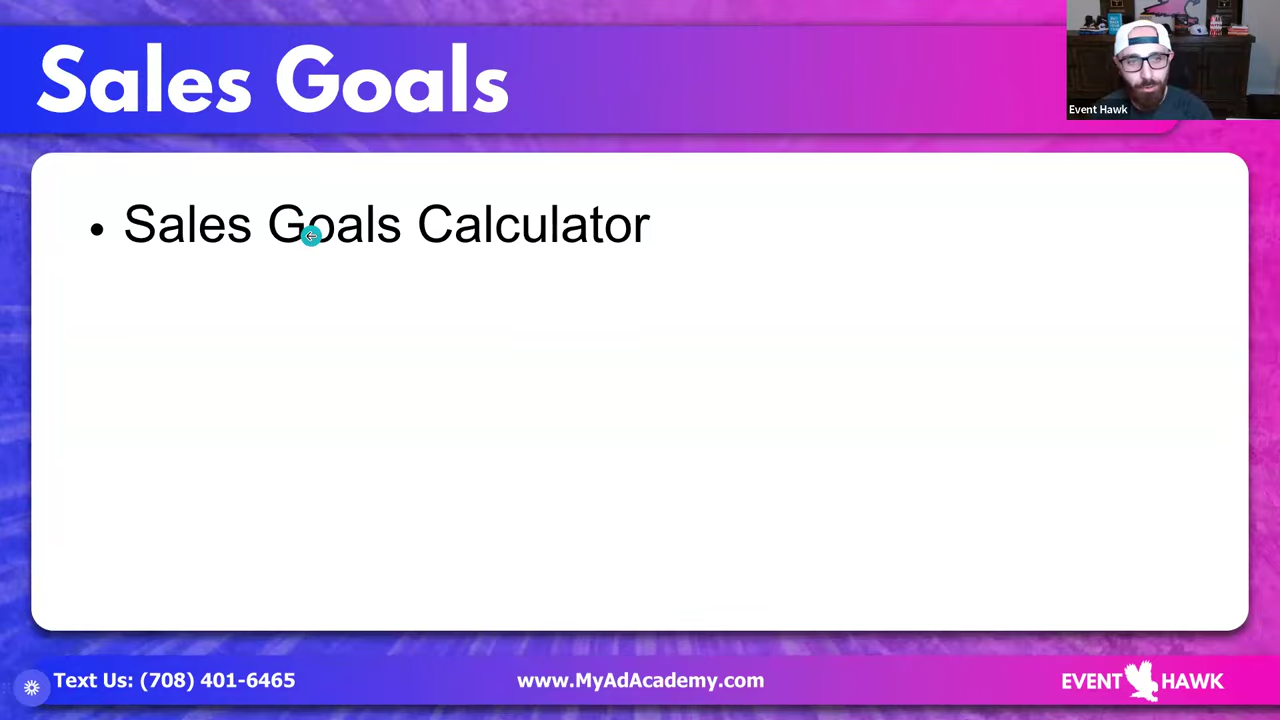 Sales Goals
Event Hawk
• Sales Goals Calculator
Text Us: (708) 401-6465
www.MyAdAcademy.com
EVENT HAWK